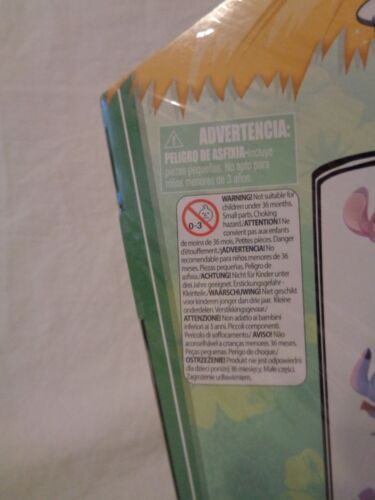 ADVERTENCIA:
PELIGRO DE ASFIXIA-Incluye
piezas pequeñas. No apto para
niños menores de 3 años.
WARNING! Not suitable for
children under 36 months.
Small parts. Choking
hazard./ATTENTION! Ne
convient pas aux enfants
0-3
de moins de 36 mois. Petites pièces. Danger
d'étouffement./¡ADVERTENCIA! No
recomendable para niños menores de 36
meses. Piezas pequeñas. Peligro de
asfixia./ACHTUNG! Nicht für Kinder unter
drei Jahre geeignet. Erstickungsgefahr -
Kleinteile./WAARSCHUWING! Niet geschikt
voor kinderen jonger dan drie jaar. Kleine
onderdelen. Verstikkingsgevaar./
ATTENZIONE! Non adatto ai bambini
inferiori ai 3 anni. Piccoli componenti.
Pericolo di soffocamento./ AVISO! Não
aconselhável a crianças menores 36 meses.
Peças pequenas. Perigo de choque./
OSTRZEŻENIE! Produkt nie jest odpowiedni
dla dzieci poniżej 36 miesięcy. Małe części.
Zagrożenie udławieniem.